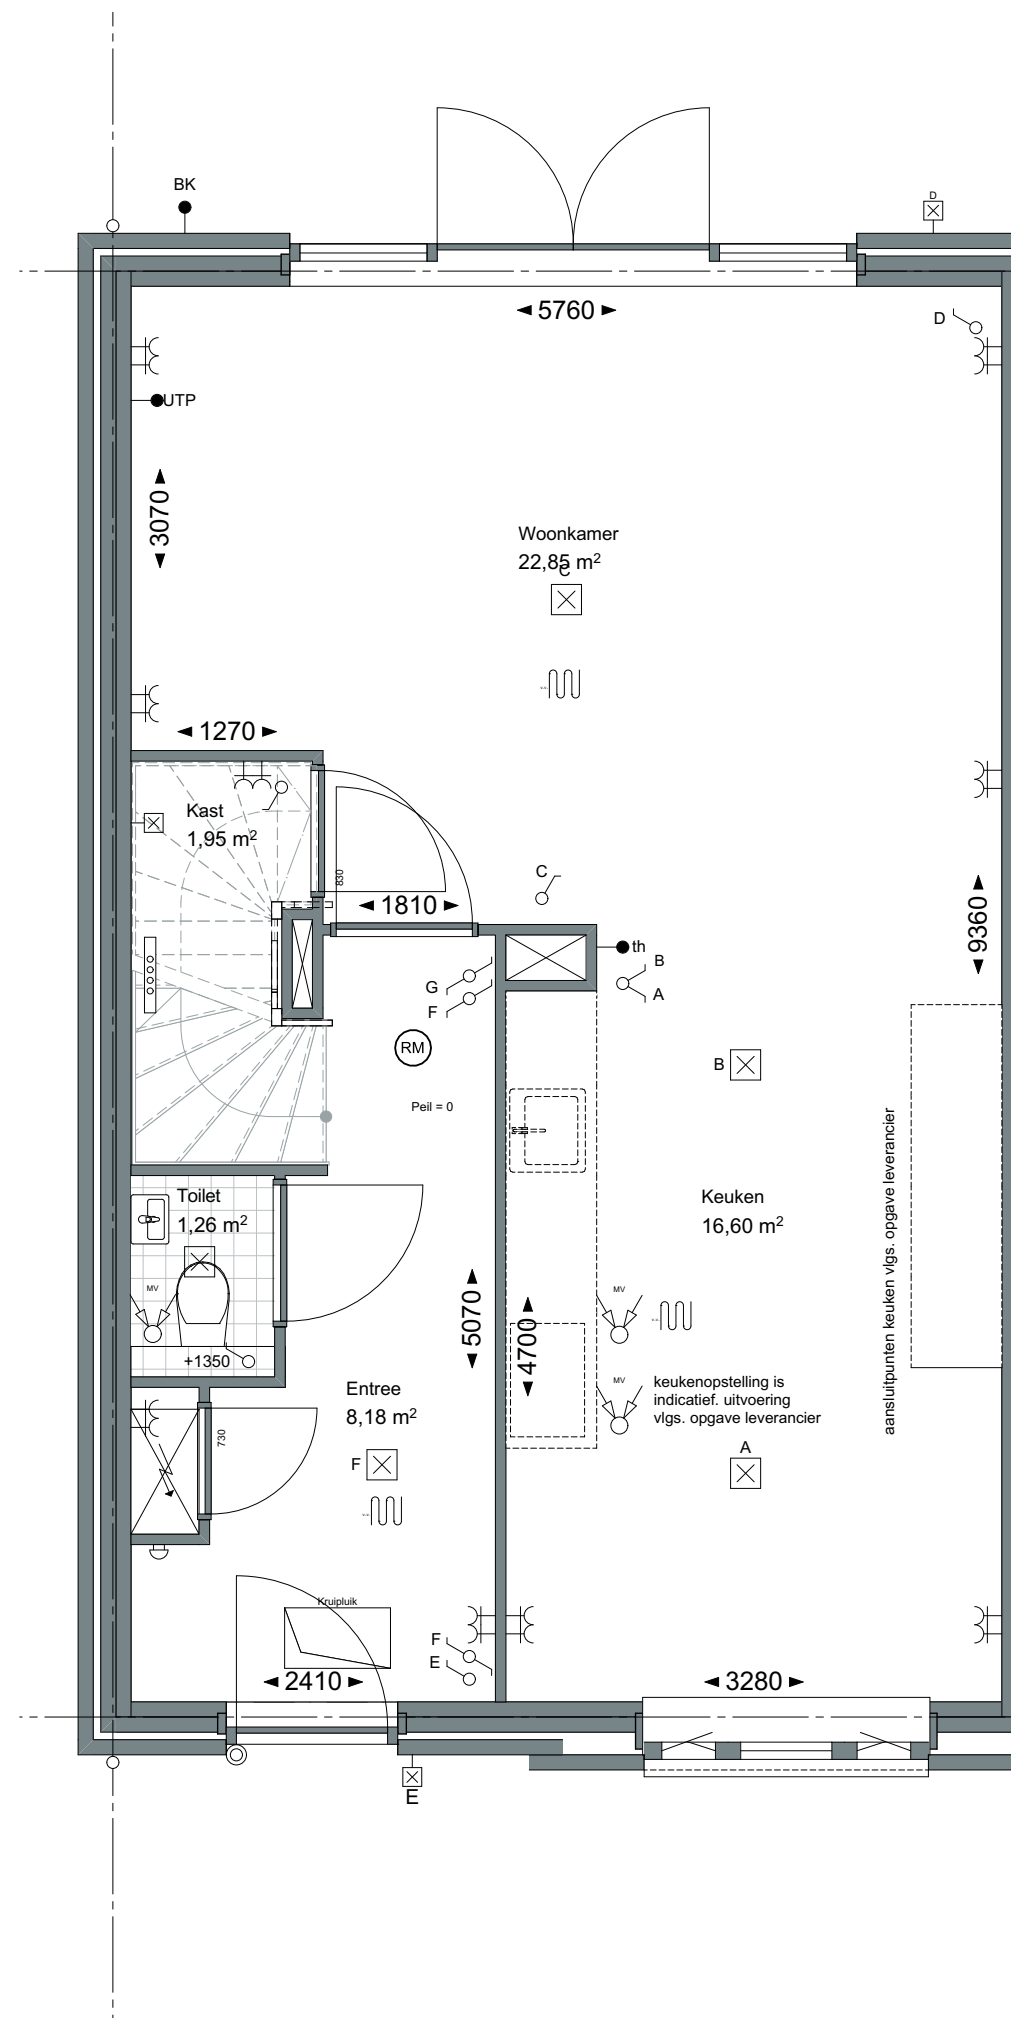 BK
D
5760
D
UTP
3070
Woonkamer
22,85 m²
C
v.v.
1270
Kast
1,95 m²
830
1810
C
9360
th
B
A
G
F
RM
B
Peil = 0
aansluitpunten keuken vlgs. opgave leverancier
Toilet
1,26 m²
Keuken
16,60 m²
MV
MV
v.v.
5070
4700
+1350
MV
keukenopstelling is
indicatief. uitvoering
vlgs. opgave leverancier
Entree
8,18 m²
730
F
A
v.v.
Kruipluik
F
E
2410
3280
E